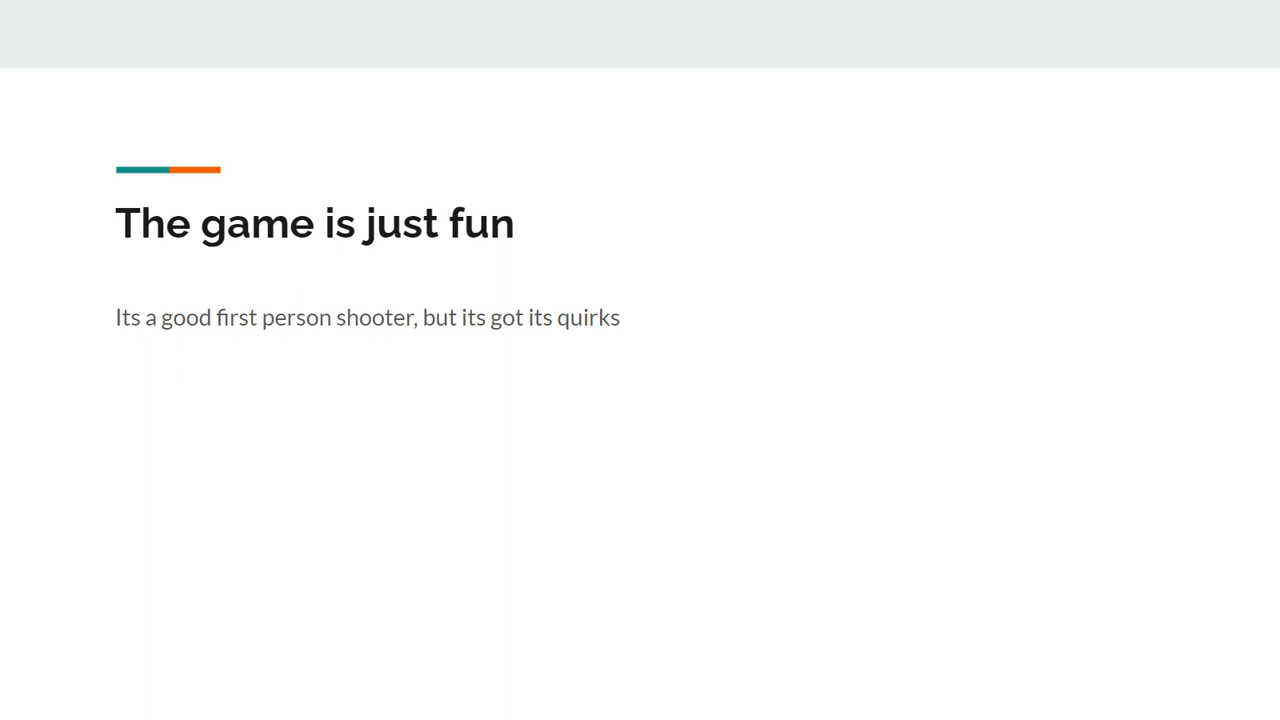 The game is just fun
Its a good first person shooter, but its got its quirks